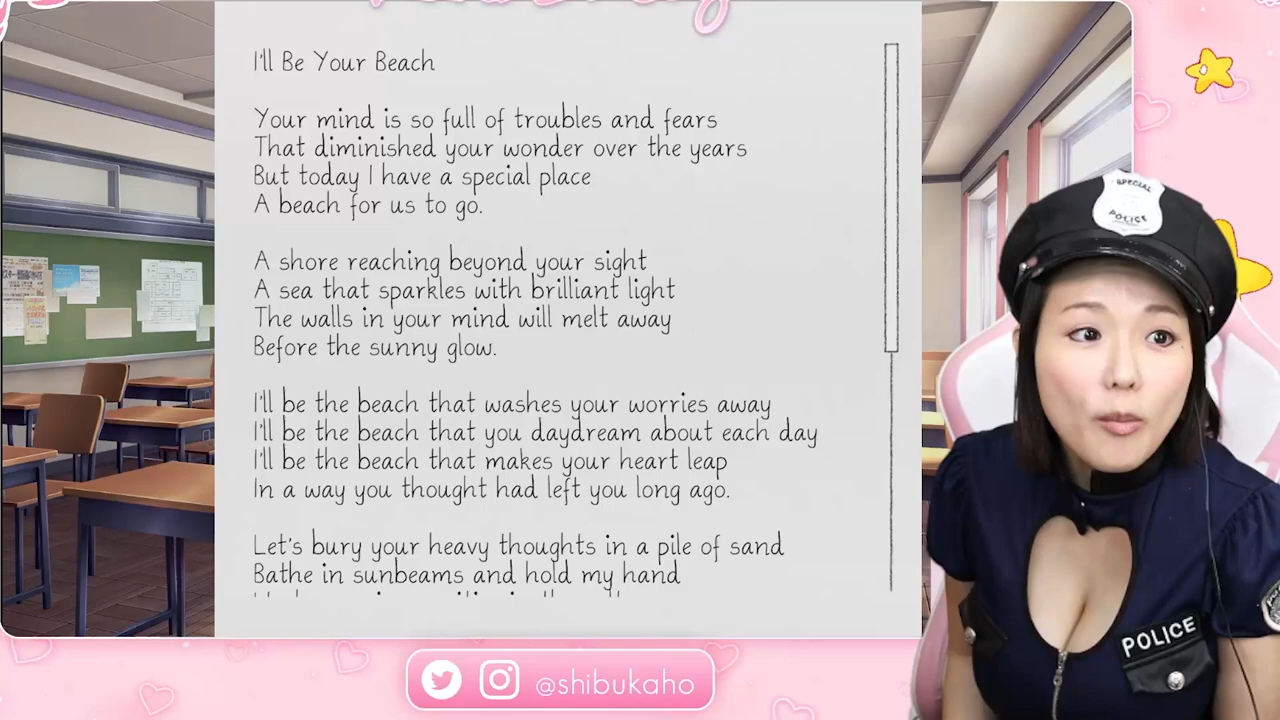 I'll Be Your Beach
Your mind is so full of troubles and fears
That diminished your wonder over the years
But today I have a special place
A beach for us to go.
A shore reaching beyond your sight
A sea that sparkles with brilliant light
The walls in your mind will melt away
Before the sunny glow.
I'll be the beach that washes your worries away
I'll be the beach that you daydream about each day
I'll be the beach that makes your heart leap
In a way you thought had left you long ago.
Let's bury your heavy thoughts in a pile of sand
Bathe in sunbeams and hold my hand
SPECIAL
POLICE
POLICE
@shibukaho